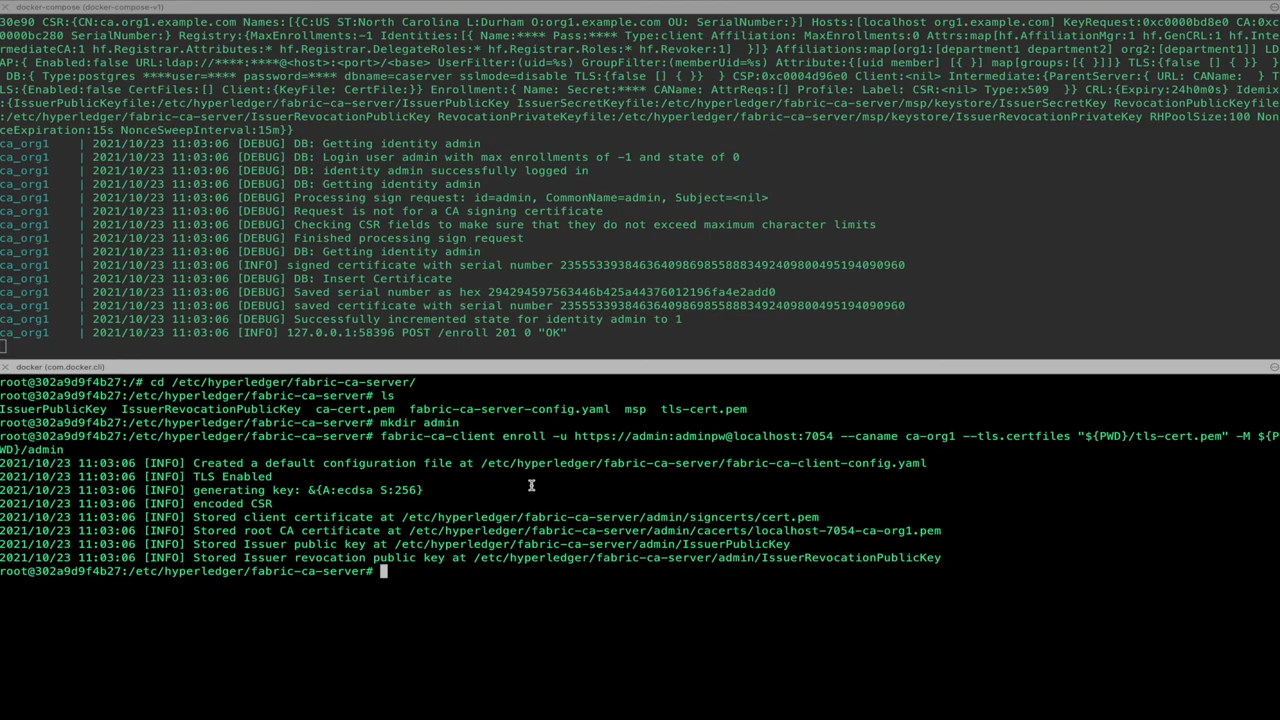 docker-compose (docker-compose-v1)
30e90 CSR:{CN:ca.org1.example.com Names:[{C:US ST:North Carolina L:Durham O:org1.example.com OU: SerialNumber:}] Hosts:[localhost org1.example.com] KeyRequest:0xc0000bd8e0 CA:0xc
0000bc280 SerialNumber:} Registry:{MaxEnrollments:-1 Identities:[{ Name:**** Pass:**** Type:client Affiliation: MaxEnrollments:0 Attrs:map[hf.AffiliationMgr:1 hf.GenCRL:1 hf.Inte
rmediateCA:1 hf.Registrar.Attributes:* hf.Registrar.DelegateRoles:* hf.Registrar.Roles:* hf.Revoker:1]  }]} Affiliations:map[org1:[department1 department2] org2:[department1]] LD
AP:{ Enabled:false URL:ldap://****:****@<host>:<port>/<base> UserFilter:(uid=%s) GroupFilter:(memberUid=%s) Attribute:{[uid member] [{ }] map[groups:[{ }]]} TLS:{false [] { }}  }
 DB:{ Type:postgres ****user=**** password=**** dbname=caserver sslmode=disable TLS:{false [] { }}  } CSP:0xc0004d96e0 Client:<nil> Intermediate:{ParentServer:{ URL: CAName:  } T
LS:{Enabled:false CertFiles:[] Client:{KeyFile: CertFile:}} Enrollment:{ Name: Secret:**** CAName: AttrReqs:[] Profile: Label: CSR:<nil> Type:x509  }} CRL:{Expiry:24h0m0s} Idemix
:{IssuerPublicKeyfile:/etc/hyperledger/fabric-ca-server/IssuerPublicKey IssuerSecretKeyfile:/etc/hyperledger/fabric-ca-server/msp/keystore/IssuerSecretKey RevocationPublicKeyfile
:/etc/hyperledger/fabric-ca-server/IssuerRevocationPublicKey RevocationPrivateKeyfile:/etc/hyperledger/fabric-ca-server/msp/keystore/IssuerRevocationPrivateKey RHPoolSize:100 Non
ceExpiration:15s NonceSweepInterval:15m}}
ca_org1    | 2021/10/23 11:03:06 [DEBUG] DB: Getting identity admin
ca_org1    | 2021/10/23 11:03:06 [DEBUG] DB: Login user admin with max enrollments of -1 and state of 0
ca_org1    | 2021/10/23 11:03:06 [DEBUG] DB: identity admin successfully logged in
ca_org1    | 2021/10/23 11:03:06 [DEBUG] DB: Getting identity admin
ca_org1    | 2021/10/23 11:03:06 [DEBUG] Processing sign request: id=admin, CommonName=admin, Subject=<nil>
ca_org1    | 2021/10/23 11:03:06 [DEBUG] Request is not for a CA signing certificate
ca_org1    | 2021/10/23 11:03:06 [DEBUG] Checking CSR fields to make sure that they do not exceed maximum character limits
ca_org1    | 2021/10/23 11:03:06 [DEBUG] Finished processing sign request
ca_org1    | 2021/10/23 11:03:06 [DEBUG] DB: Getting identity admin
ca_org1    | 2021/10/23 11:03:06 [INFO] signed certificate with serial number 235553393846364098698558883492409800495194090960
ca_org1    | 2021/10/23 11:03:06 [DEBUG] DB: Insert Certificate
ca_org1    | 2021/10/23 11:03:06 [DEBUG] Saved serial number as hex 294294597563446b425a44376012196fa4e2add0
ca_org1    | 2021/10/23 11:03:06 [DEBUG] saved certificate with serial number 235553393846364098698558883492409800495194090960
ca_org1    | 2021/10/23 11:03:06 [DEBUG] Successfully incremented state for identity admin to 1
ca_org1    | 2021/10/23 11:03:06 [INFO] 127.0.0.1:58396 POST /enroll 201 0 "OK"
docker (com.docker.cli)
root@302a9d9f4b27:/# cd /etc/hyperledger/fabric-ca-server/
root@302a9d9f4b27:/etc/hyperledger/fabric-ca-server# ls
IssuerPublicKey  IssuerRevocationPublicKey  ca-cert.pem  fabric-ca-server-config.yaml  msp  tls-cert.pem
root@302a9d9f4b27:/etc/hyperledger/fabric-ca-server# mkdir admin
root@302a9d9f4b27:/etc/hyperledger/fabric-ca-server# fabric-ca-client enroll -u https://admin:adminpw@localhost:7054 --caname ca-org1 --tls.certfiles "${PWD}/tls-cert.pem" -M ${P
WD}/admin
2021/10/23 11:03:06 [INFO] Created a default configuration file at /etc/hyperledger/fabric-ca-server/fabric-ca-client-config.yaml
2021/10/23 11:03:06 [INFO] TLS Enabled
2021/10/23 11:03:06 [INFO] generating key: &{A:ecdsa S:256}
2021/10/23 11:03:06 [INFO] encoded CSR
2021/10/23 11:03:06 [INFO] Stored client certificate at /etc/hyperledger/fabric-ca-server/admin/signcerts/cert.pem
2021/10/23 11:03:06 [INFO] Stored root CA certificate at /etc/hyperledger/fabric-ca-server/admin/cacerts/localhost-7054-ca-org1.pem
2021/10/23 11:03:06 [INFO] Stored Issuer public key at /etc/hyperledger/fabric-ca-server/admin/IssuerPublicKey
2021/10/23 11:03:06 [INFO] Stored Issuer revocation public key at /etc/hyperledger/fabric-ca-server/admin/IssuerRevocationPublicKey
root@302a9d9f4b27:/etc/hyperledger/fabric-ca-server#